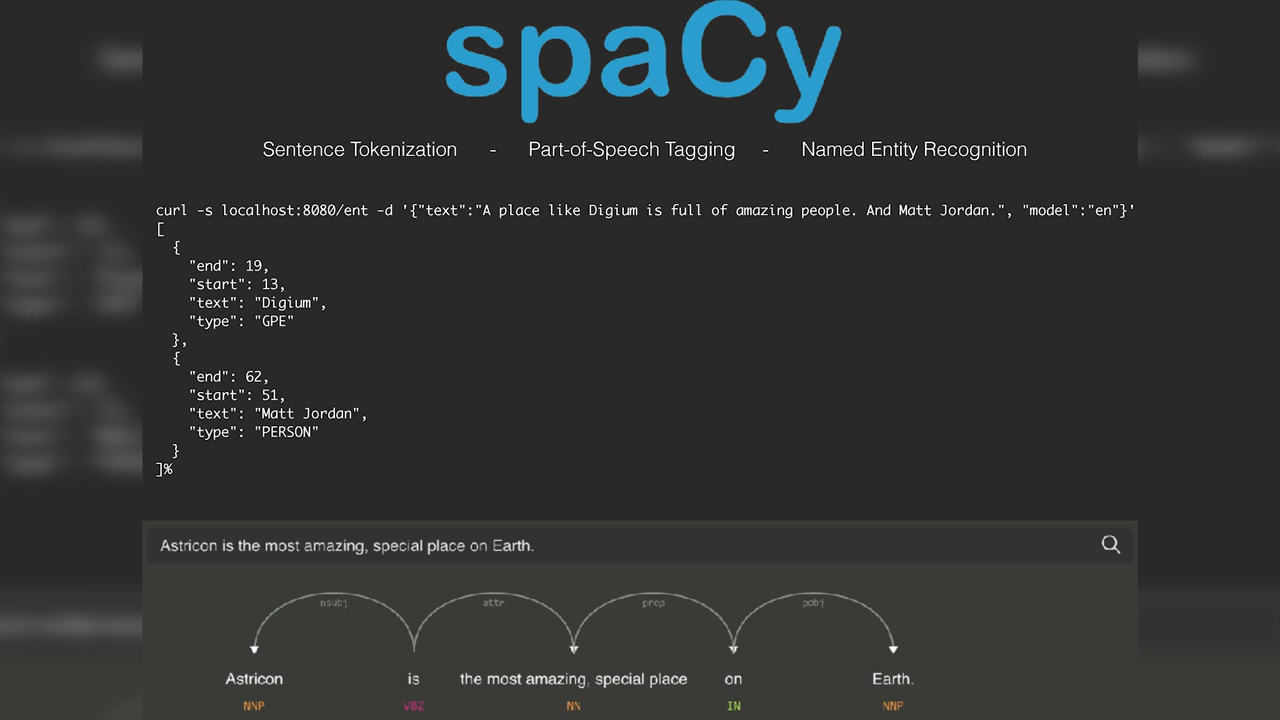 spaCy
Sentence Tokenization - Part-of-Speech Tagging - Named Entity Recognition
curl -s localhost:8080/ent -d '{"text":"A place like Digium is full of amazing people. And Matt Jordan.", "model":"en"}'
[
{
"end": 19,
"start": 13,
"text": "Digium",
"type": "GPE"
},
{
"end": 62,
"start": 51,
"text": "Matt Jordan",
"type": "PERSON"
}
]%
Astricon is the most amazing, special place on Earth.
nsubj attr prep pobj
Astricon is the most amazing, special place on Earth.
NNP VBZ NN IN NNP